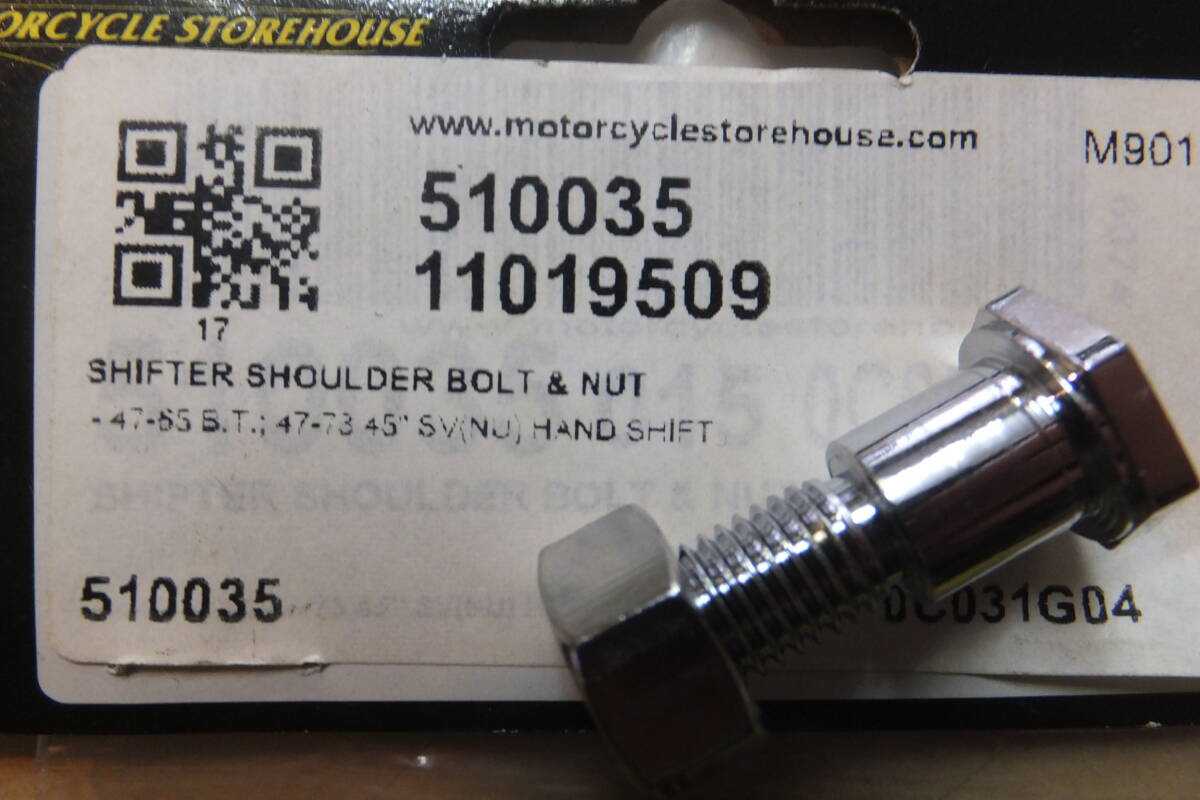 ORCYCLE STOREHOUSE
www.motorcyclestorehouse.com
M901
510035
11019509
17
SHIFTER SHOULDER BOLT & NUT
- 47-65 B.T.; 47-73 45" SV(NU) HAND SHIFT
510035
0C031G04